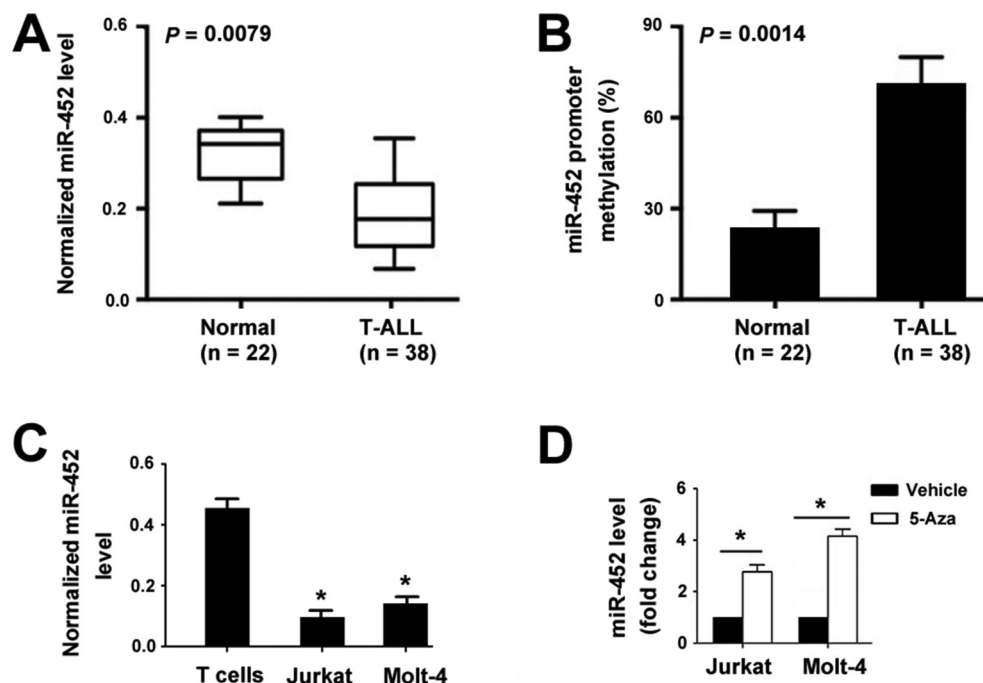 A
Normalized miR-452 level
P = 0.0079
0.6
0.4
0.2
0.0
Normal
(n = 22)
T-ALL
(n = 38)
B
miR-452 promoter
methylation (%)
P = 0.0014
90
60
30
0
Normal
(n = 22)
T-ALL
(n = 38)
C
Normalized miR-452
level
0.6
0.4
0.2
0.0
*
*
T cells
Jurkat
Molt-4
D
miR-452 level
(fold change)
6
4
2
0
*
*
Vehicle
5-Aza
Jurkat
Molt-4